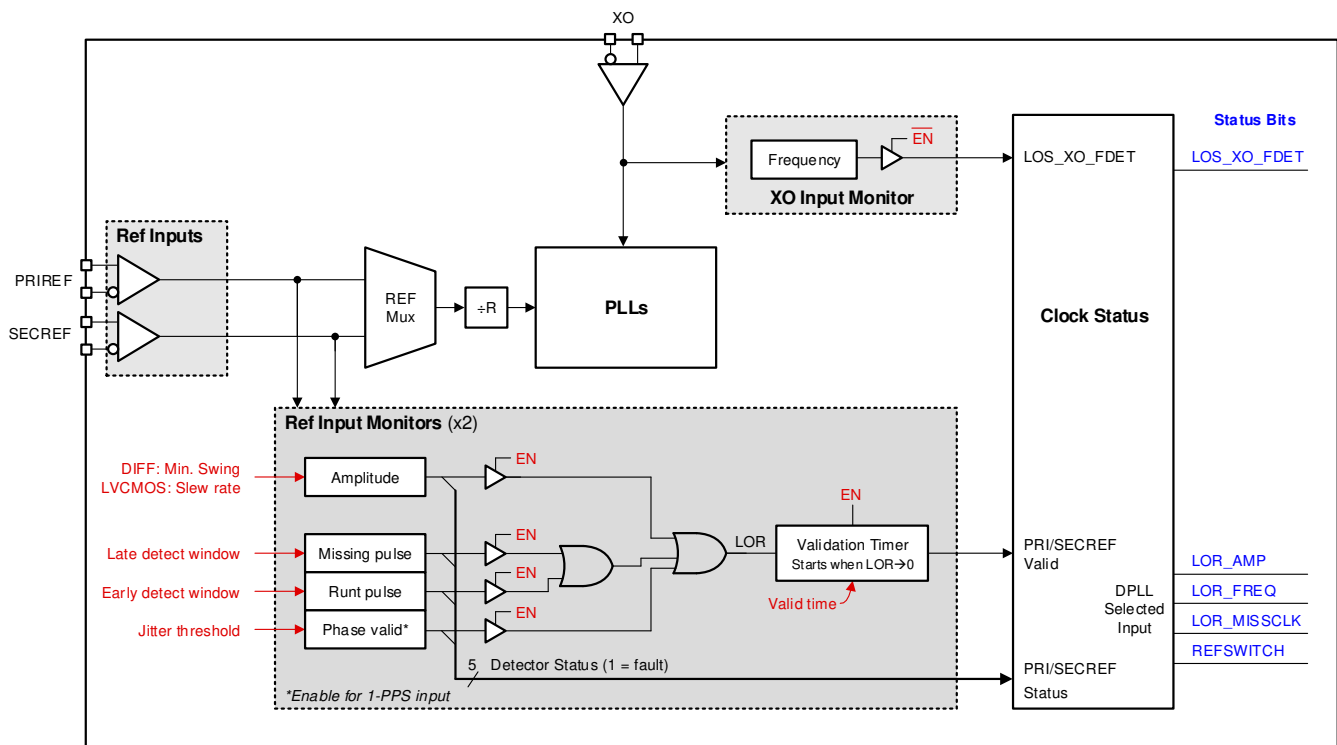 XO
Status Bits
EN
Frequency
LOS_XO_FDET
LOS_XO_FDET
XO Input Monitor
Ref Inputs
PRIREF
SECREF
REF
Mux
÷R
PLLs
Clock Status
Ref Input Monitors (x2)
DIFF: Min. Swing
LVCMOS: Slew rate
Amplitude
EN
EN
Late detect window
Missing pulse
EN
LOR
Validation Timer
Starts when LOR→0
PRI/SECREF
Valid
Early detect window
Runt pulse
EN
Valid time
Jitter threshold
Phase valid*
EN
DPLL
Selected
Input
LOR_AMP
LOR_FREQ
LOR_MISSCLK
REFSWITCH
5 Detector Status (1 = fault)
PRI/SECREF
Status
*Enable for 1-PPS input